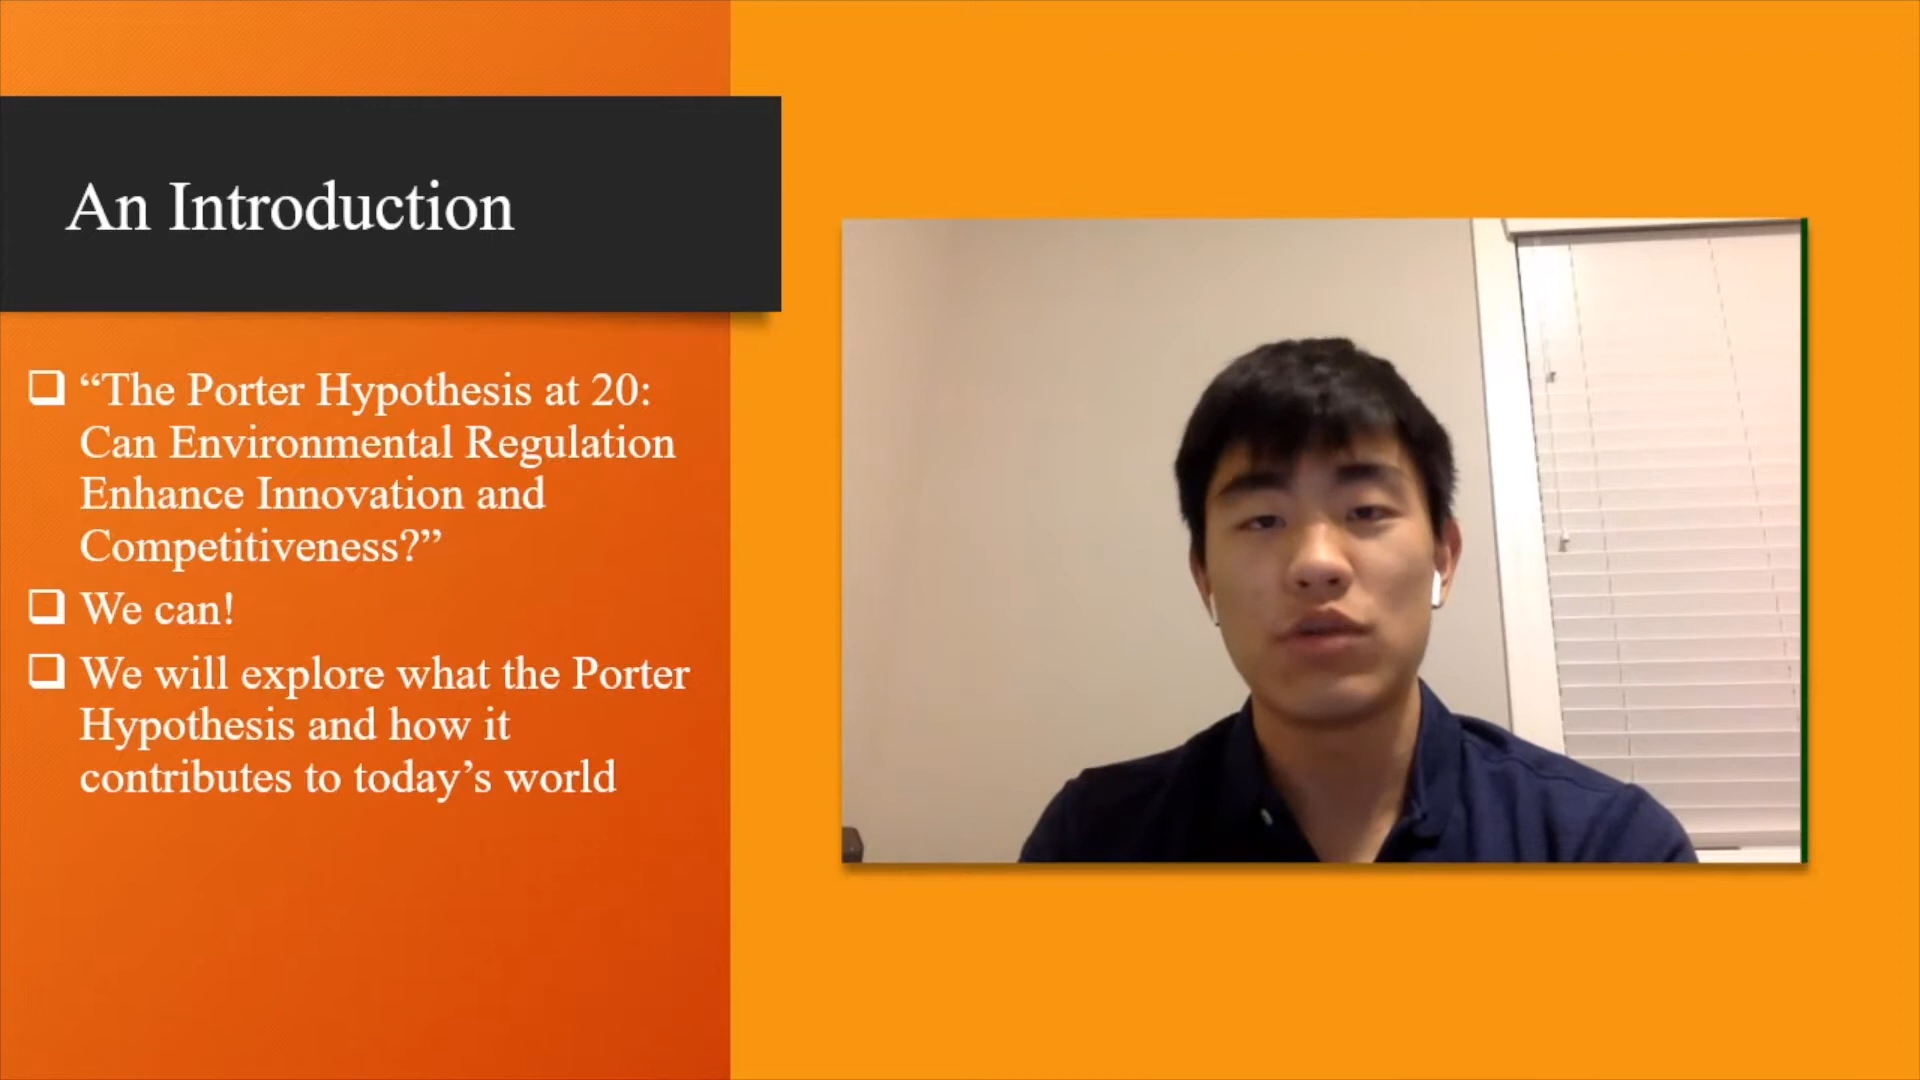 An Introduction
“The Porter Hypothesis at 20:
Can Environmental Regulation
Enhance Innovation and
Competitiveness?”
We can!
We will explore what the Porter
Hypothesis and how it
contributes to today’s world